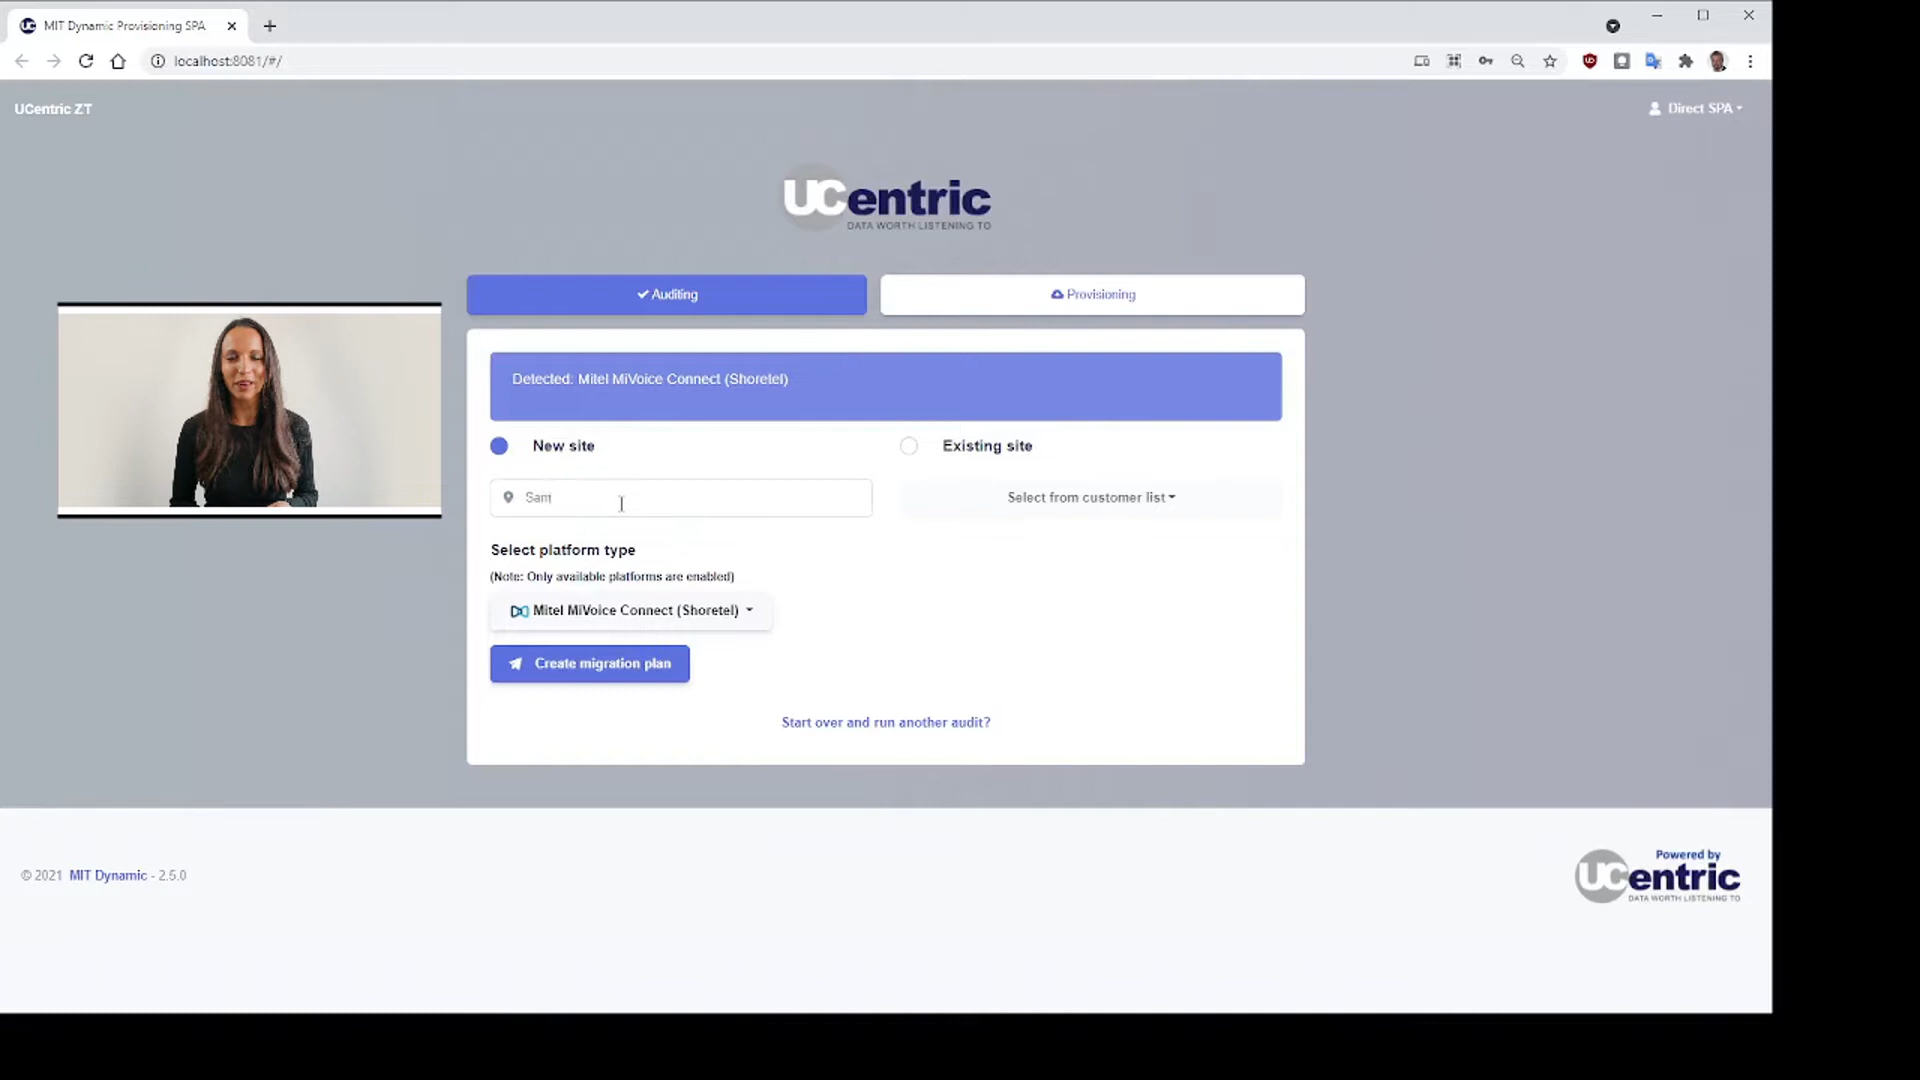 MIT Dynamic Provisioning SPA
localhost:8081/#/
UCentric ZT
Direct SPA
UCentric
DATA WORTH LISTENING TO
Auditing
Provisioning
Detected: Mitel MiVoice Connect (Shoretel)
New site
Existing site
Sam
Select from customer list
Select platform type
(Note: Only available platforms are enabled)
Mitel MiVoice Connect (Shoretel)
Create migration plan
Start over and run another audit?
© 2021 MIT Dynamic - 2.5.0
Powered by
UCentric
DATA WORTH LISTENING TO